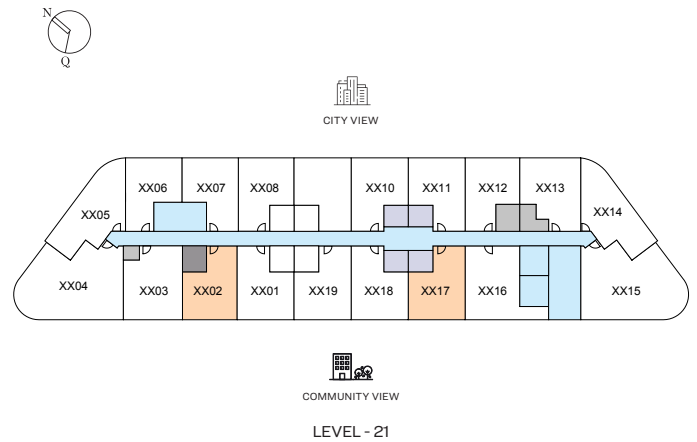 N
Q
CITY VIEW
XX06 XX07 XX08 XX10 XX11 XX12 XX13
XX05 XX14
XX04 XX03 XX02 XX01 XX19 XX18 XX17 XX16 XX15
COMMUNITY VIEW
LEVEL - 21